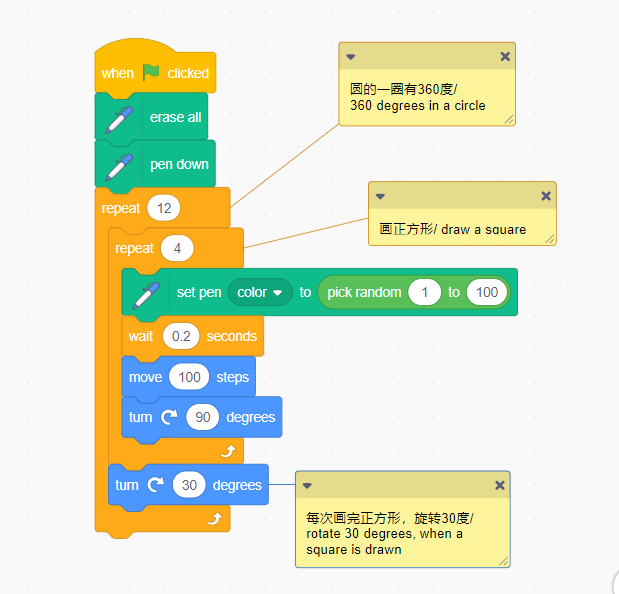 when clicked
erase all
pen down
repeat 12
repeat 4
set pen color to pick random 1 to 100
wait 0.2 seconds
move 100 steps
turn 90 degrees
turn 30 degrees
圆的一圈有360度/
360 degrees in a circle
画正方形/ draw a square
每次画完正方形，旋转30度/
rotate 30 degrees, when a
square is drawn